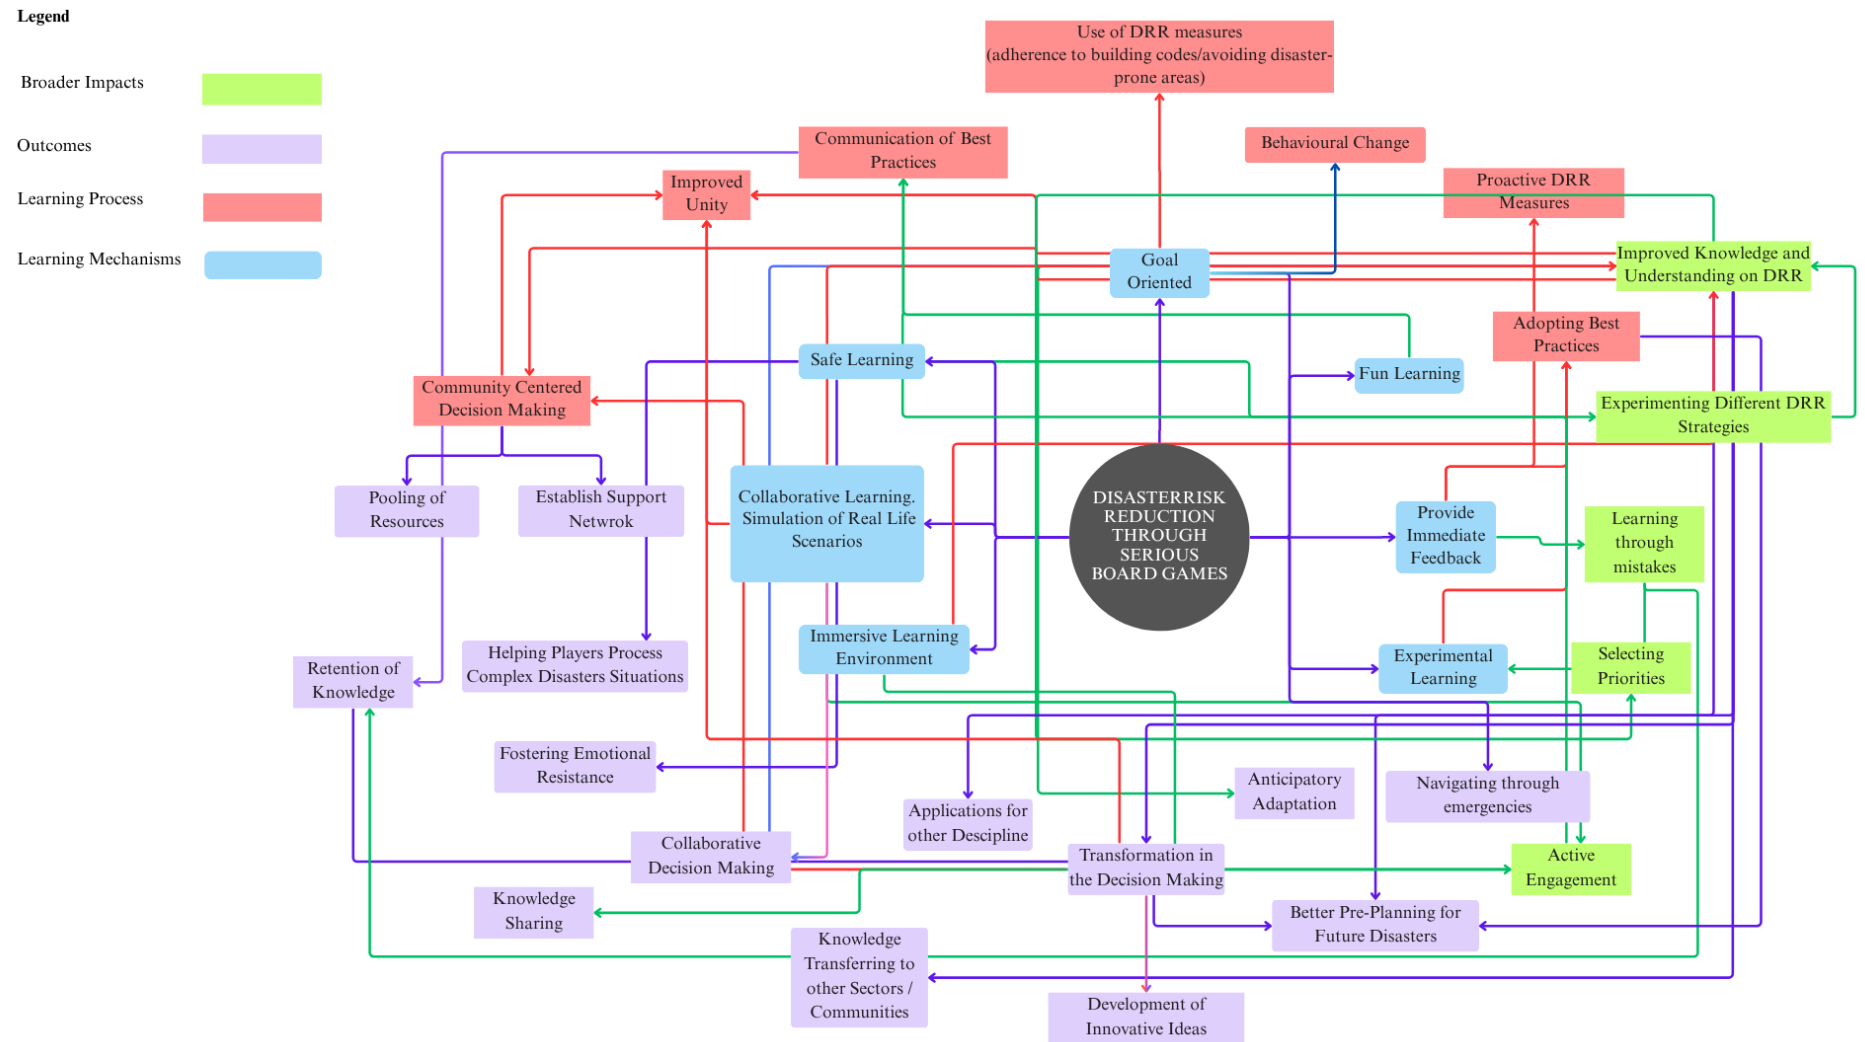 Legend
Broader Impacts
Outcomes
Learning Process
Learning Mechanisms
Use of DRR measures
(adherence to building codes/avoiding disaster-
prone areas)
Communication of Best
Practices
Behavioural Change
Improved
Unity
Proactive DRR
Measures
Goal
Oriented
Improved Knowledge and
Understanding on DRR
Adopting Best
Practices
Safe Learning
Fun Learning
Community Centered
Decision Making
Experimenting Different DRR
Strategies
Pooling of
Resources
Establish Support
Netwrok
Collaborative Learning.
Simulation of Real Life
Scenarios
DISASTERRISK
REDUCTION
THROUGH
SERIOUS
BOARD GAMES
Provide
Immediate
Feedback
Learning
through
mistakes
Immersive Learning
Environment
Helping Players Process
Complex Disasters Situations
Retention of
Knowledge
Experimental
Learning
Selecting
Priorities
Fostering Emotional
Resistance
Applications for
other Descipline
Anticipatory
Adaptation
Navigating through
emergencies
Collaborative
Decision Making
Transformation in
the Decision Making
Active
Engagement
Knowledge
Sharing
Better Pre-Planning for
Future Disasters
Knowledge
Transferring to
other Sectors /
Communities
Development of
Innovative Ideas